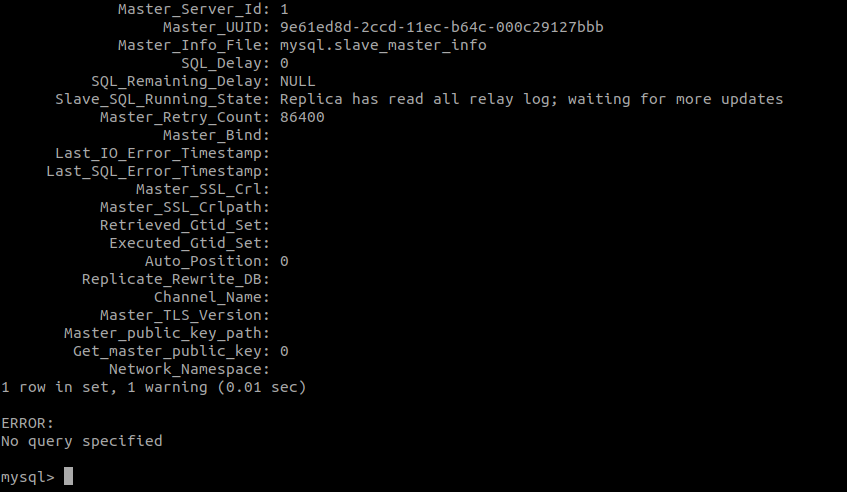 Master_Server_Id: 1
Master_UUID: 9e61ed8d-2ccd-11ec-b64c-000c29127bbb
Master_Info_File: mysql.slave_master_info
SQL_Delay: 0
SQL_Remaining_Delay: NULL
Slave_SQL_Running_State: Replica has read all relay log; waiting for more updates
Master_Retry_Count: 86400
Master_Bind:
Last_IO_Error_Timestamp:
Last_SQL_Error_Timestamp:
Master_SSL_Crl:
Master_SSL_Crlpath:
Retrieved_Gtid_Set:
Executed_Gtid_Set:
Auto_Position: 0
Replicate_Rewrite_DB:
Channel_Name:
Master_TLS_Version:
Master_public_key_path:
Get_master_public_key: 0
Network_Namespace:
1 row in set, 1 warning (0.01 sec)
ERROR:
No query specified
mysql>